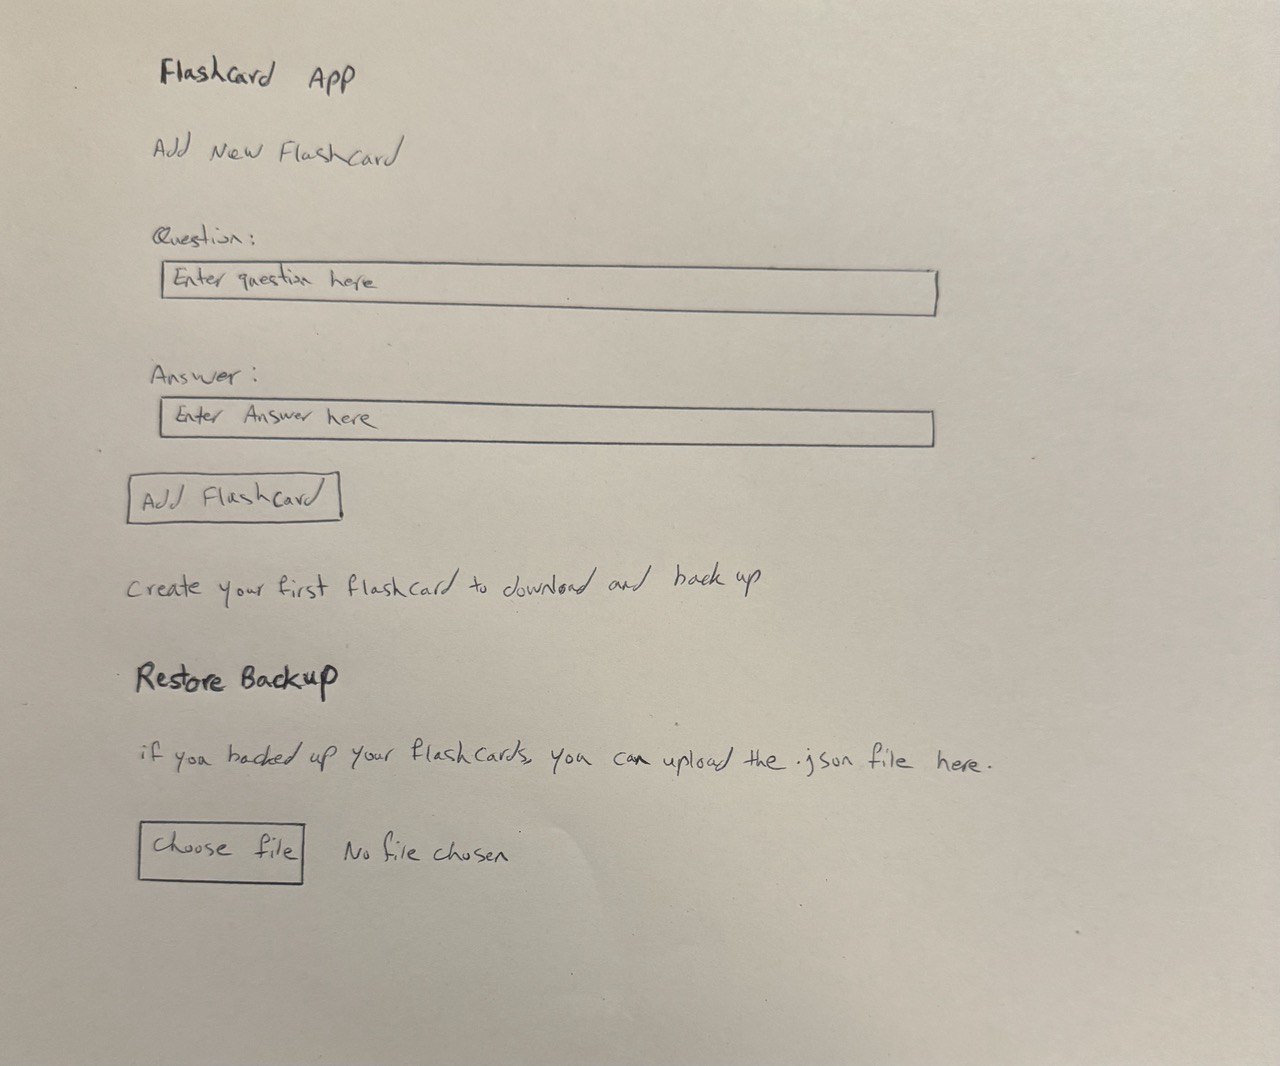 Flashcard App
Add New Flashcard
Question:
Enter question here
Answer:
Enter Answer here
Add Flashcard
Create your first flashcard to download and back up
Restore Backup
if you backed up your flashcards, you can upload the .json file here.
Choose file No file chosen